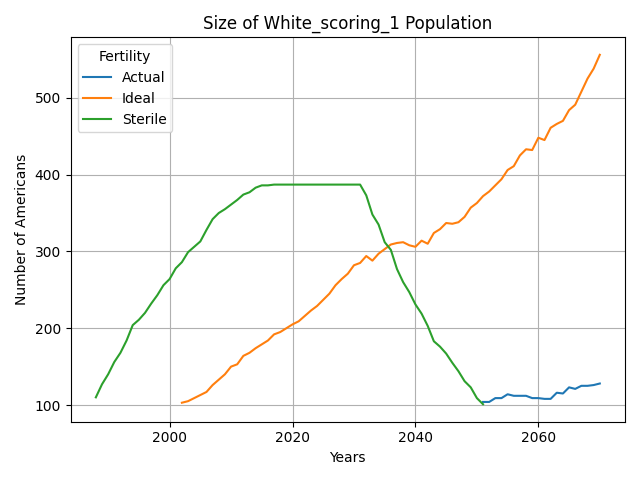 Size of White_scoring_1 Population
Fertility
Actual
Ideal
Sterile
Number of Americans
500
400
300
200
100
2000
2020
2040
2060
Years